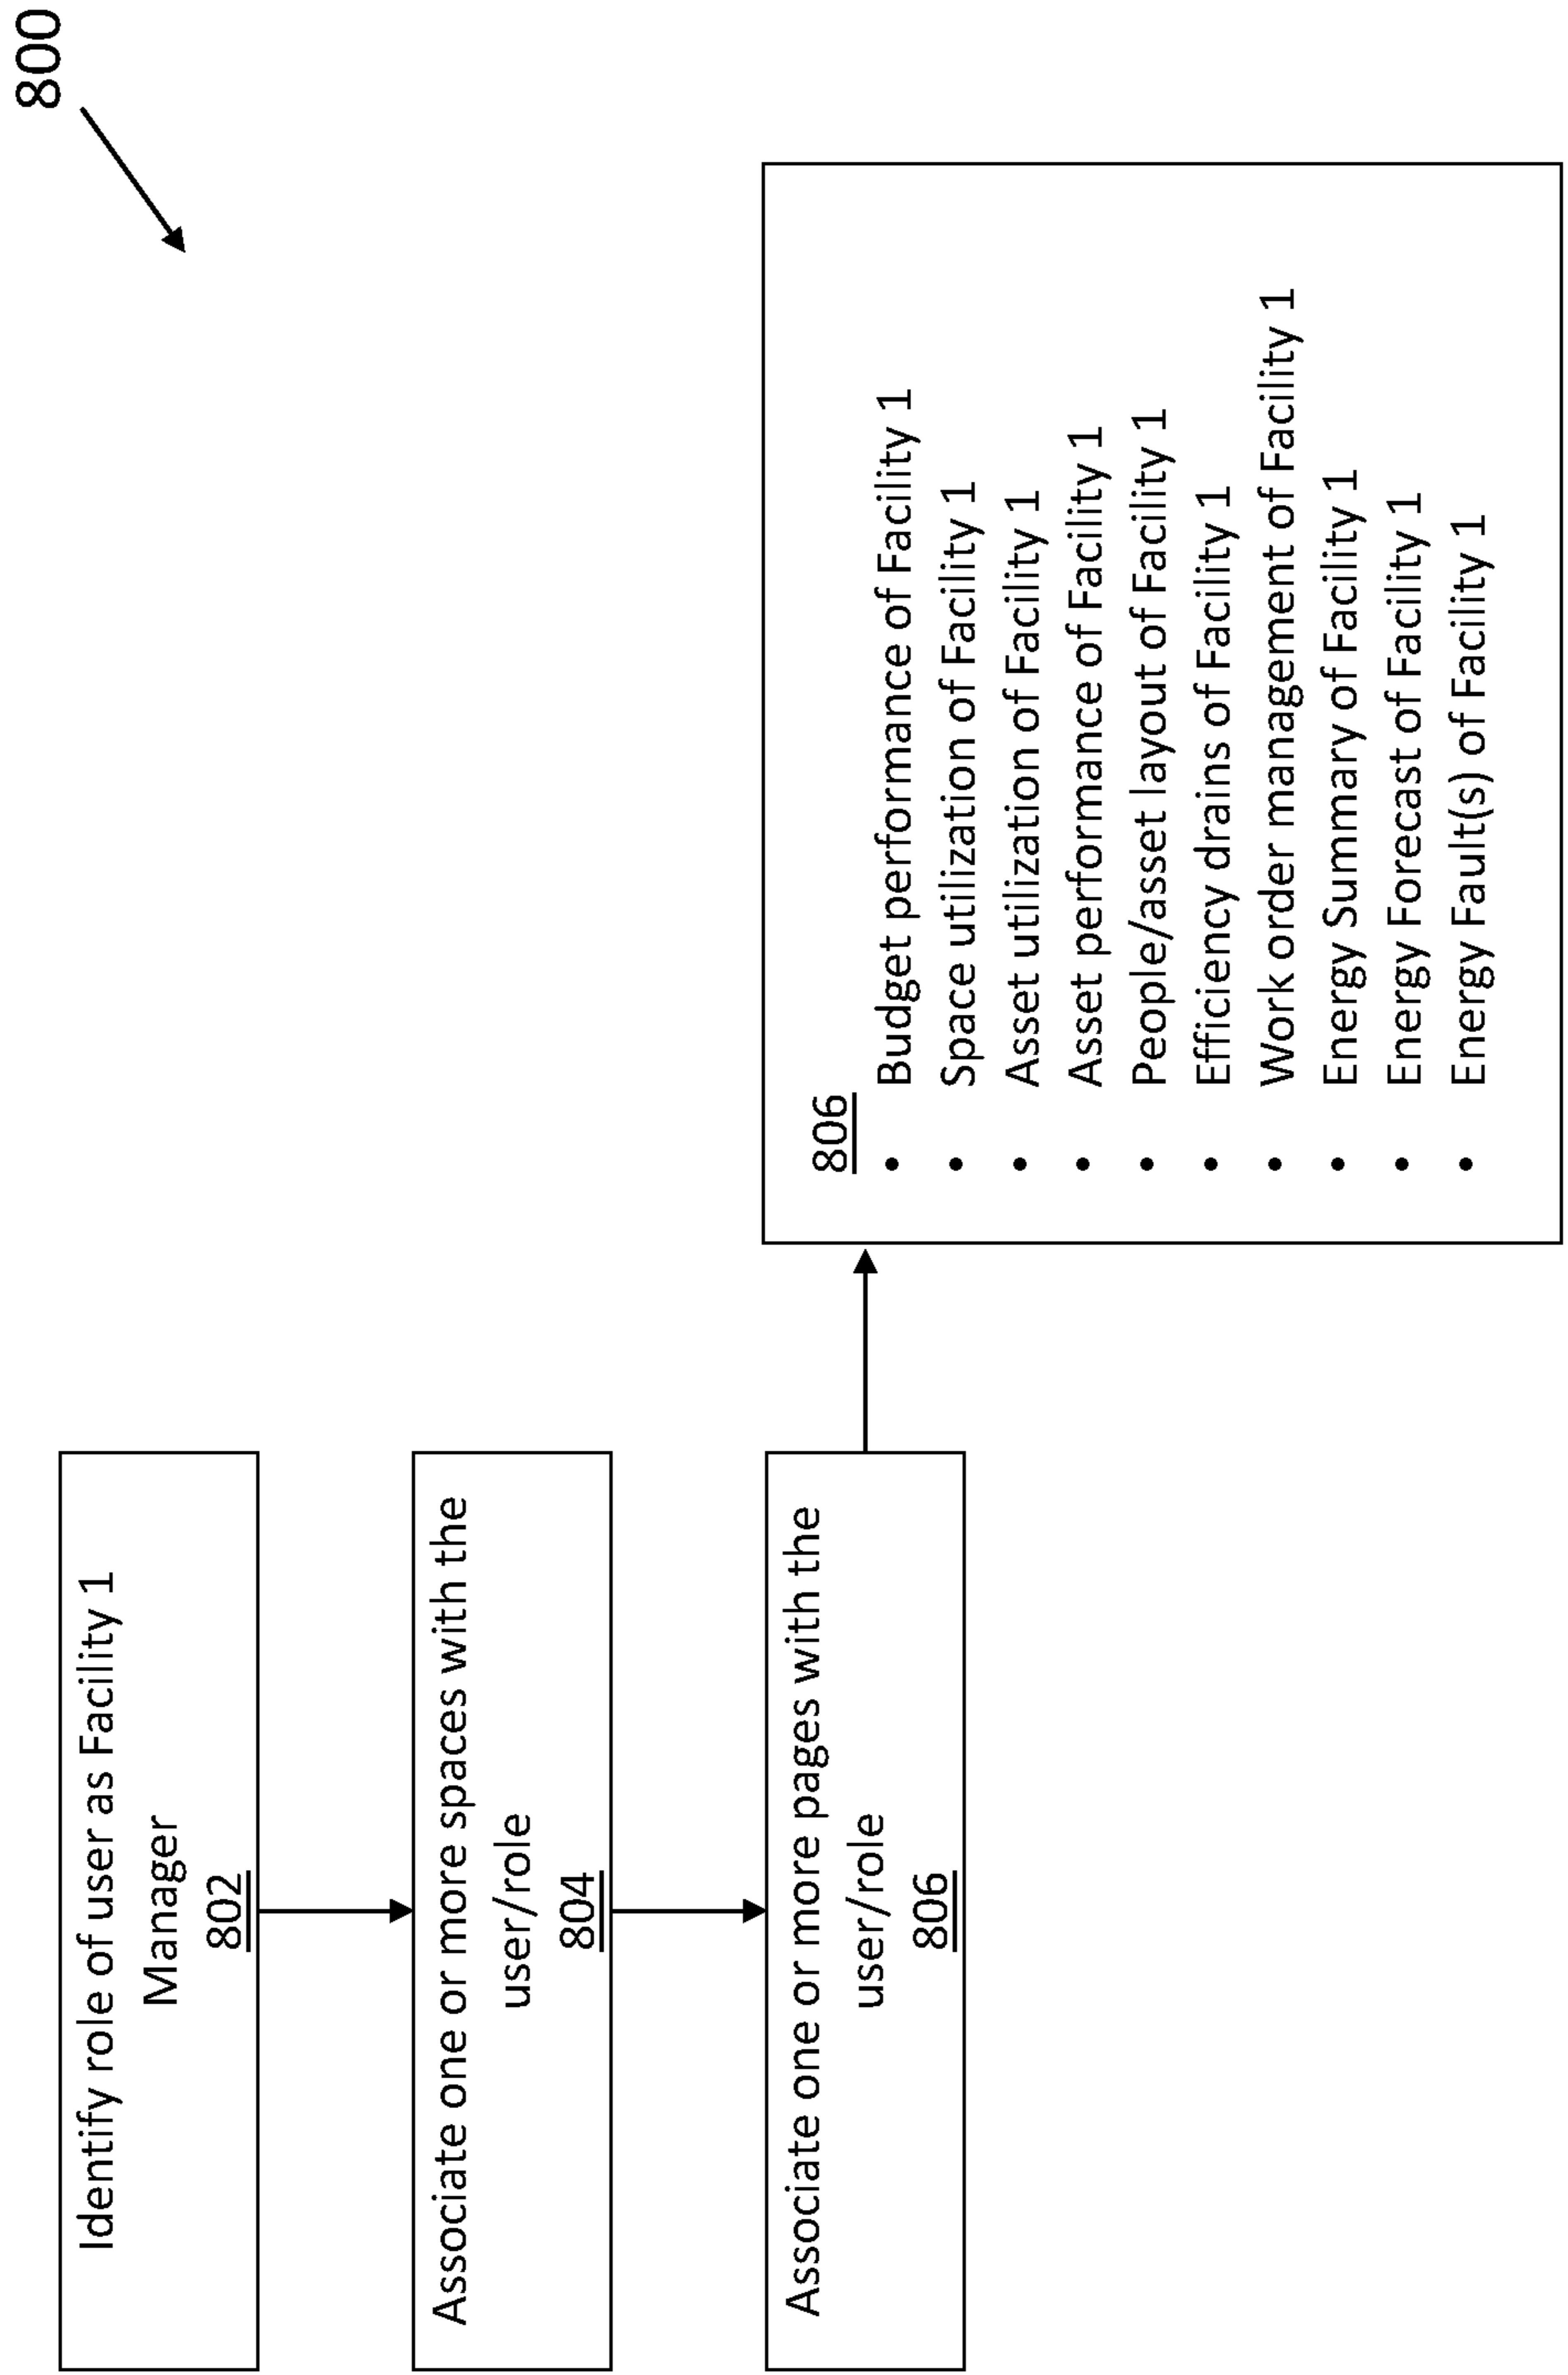 800
Identify role of user as Facility 1
Manager
802
Associate one or more spaces with the
user/role
804
Associate one or more pages with the
user/role
806
806
• Budget performance of Facility 1
• Space utilization of Facility 1
• Asset utilization of Facility 1
• Asset performance of Facility 1
• People/asset layout of Facility 1
• Efficiency drains of Facility 1
• Work order management of Facility 1
• Energy Summary of Facility 1
• Energy Forecast of Facility 1
• Energy Fault(s) of Facility 1